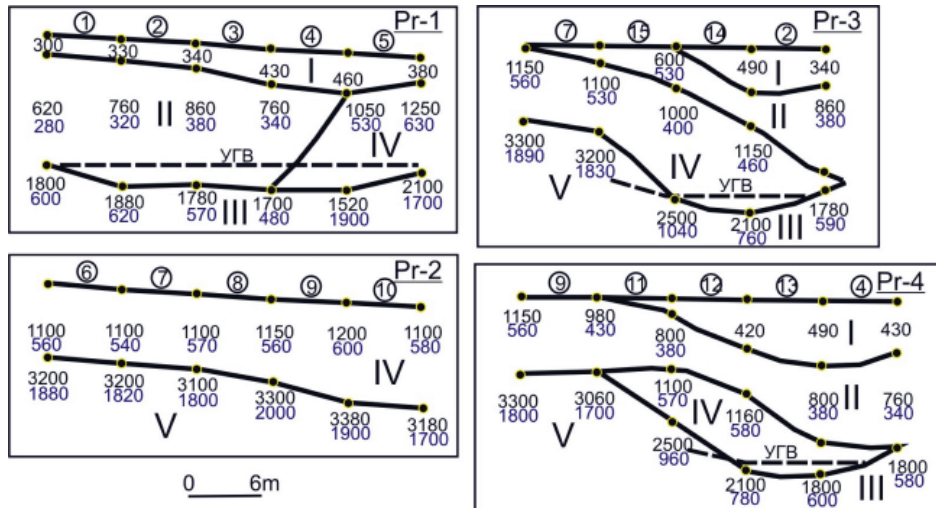 Pr-1
1 2 3 4 5
300 330 340 430 460 380
I
620 760 860 760 1050 1250
280 320 380 340 530 630
II
IV
УГВ
1800 1880 1780 1700 1520 2100
600 620 570 480 1900 1700
III
Pr-3
7 15 14 2
1150 1100 600 490 340
560 530 530
I
1000 1150 860
400 460 380
II
3300 3200
1890 1830
IV
V
УГВ
2500 2100 1780
1040 760 590
III
Pr-2
6 7 8 9 10
1100 1100 1100 1150 1200 1100
560 540 570 560 600 580
IV
3200 3200 3100 3300 3380 3180
1880 1820 1800 2000 1900 1700
V
0 6m
Pr-4
9 11 12 13 4
1150 980 800 420 490 430
560 430 380
I
1100 1160 800 760
570 580 380 340
II
IV
3300 3060
1800 1700
V
УГВ
2500 2100 1800 1800
960 780 600 580
III